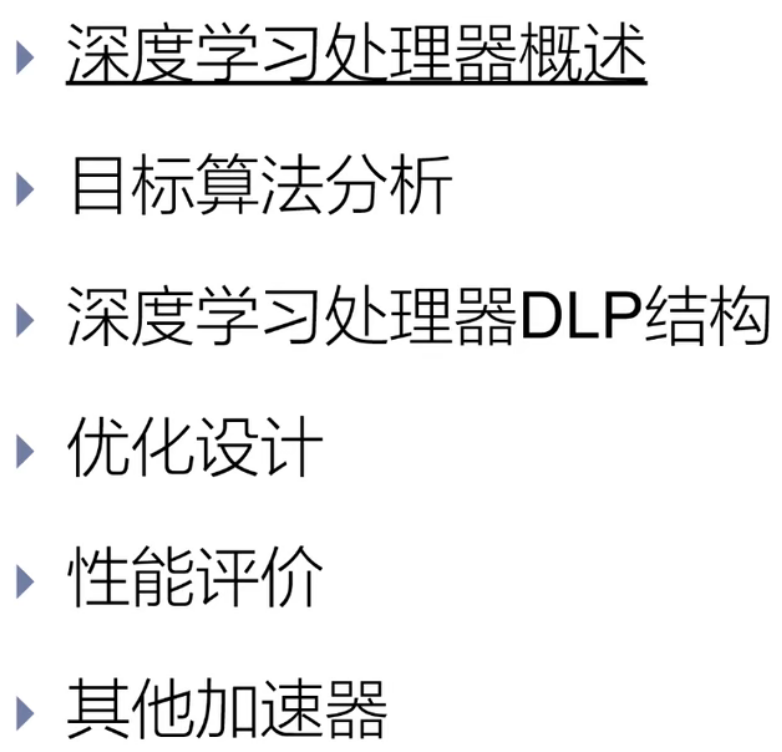 深度学习处理器概述
目标算法分析
深度学习处理器DLP结构
优化设计
性能评价
其他加速器